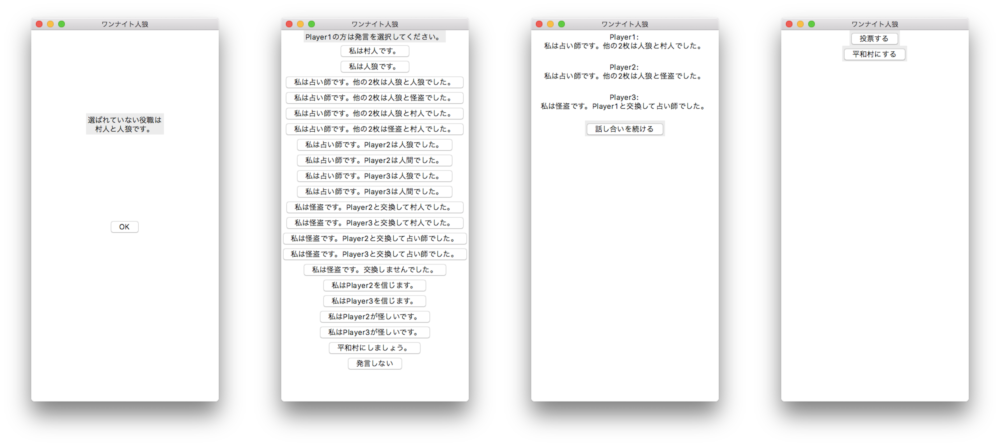 ワンナイト人狼
選ばれていない役職は
村人と人狼です。
OK
ワンナイト人狼
Player1の方は発言を選択してください。
私は村人です。
私は人狼です。
私は占い師です。他の2枚は人狼と人狼でした。
私は占い師です。他の2枚は人狼と怪盗でした。
私は占い師です。他の2枚は人狼と村人でした。
私は占い師です。他の2枚は怪盗と村人でした。
私は占い師です。Player2は人狼でした。
私は占い師です。Player2は人間でした。
私は占い師です。Player3は人狼でした。
私は占い師です。Player3は人間でした。
私は怪盗です。Player2と交換して村人でした。
私は怪盗です。Player3と交換して村人でした。
私は怪盗です。Player2と交換して占い師でした。
私は怪盗です。Player3と交換して占い師でした。
私は怪盗です。交換しませんでした。
私はPlayer2を信じます。
私はPlayer3を信じます。
私はPlayer2が怪しいです。
私はPlayer3が怪しいです。
平和村にしましょう。
発言しない
ワンナイト人狼
Player1:
私は占い師です。他の2枚は人狼と村人でした。
Player2:
私は占い師です。他の2枚は人狼と怪盗でした。
Player3:
私は怪盗です。Player1と交換して占い師でした。
話し合いを続ける
ワンナイト人狼
投票する
平和村にする